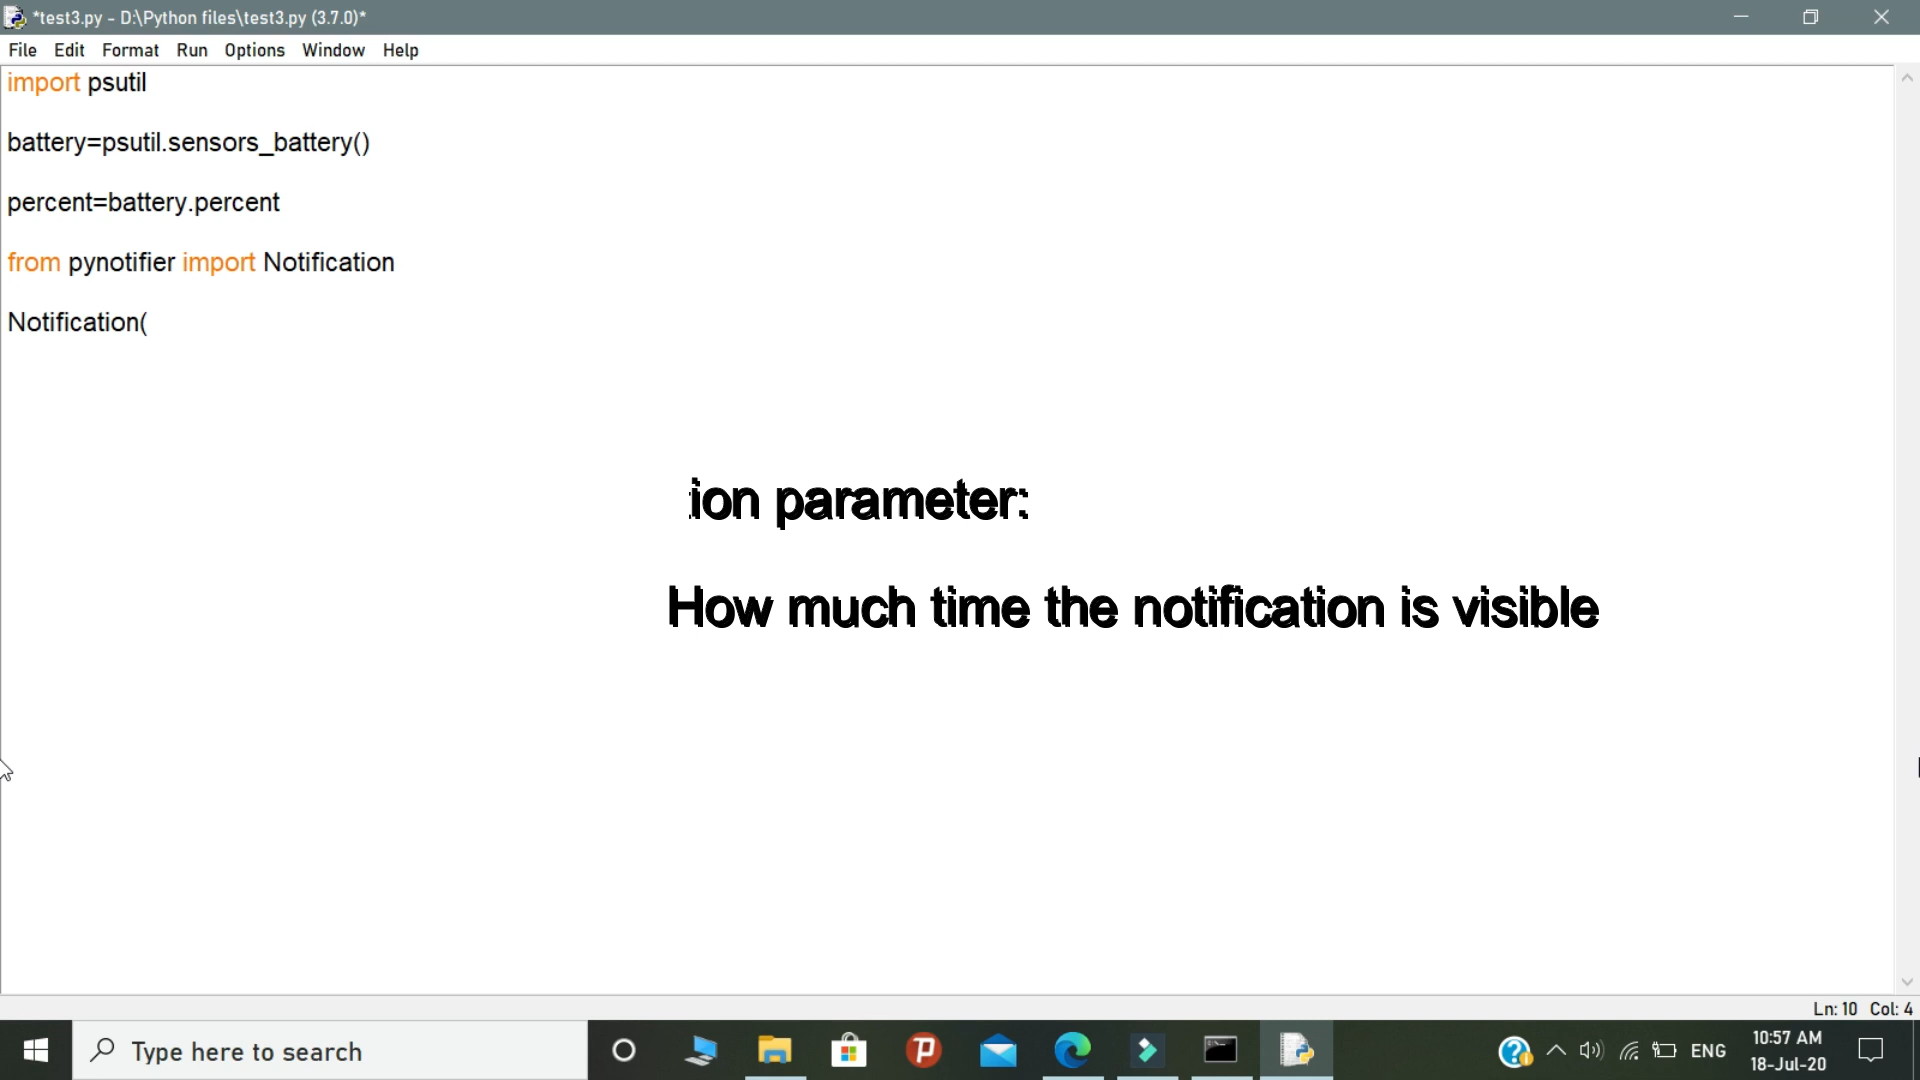 *test3.py - D:\Python files\test3.py (3.7.0)*
File Edit Format Run Options Window Help
import psutil
battery=psutil.sensors_battery()
percent=battery.percent
from pynotifier import Notification
Notification(
ion parameter:
How much time the notification is visible
Ln: 10 Col: 4
Type here to search
ENG
10:57 AM
18-Jul-20